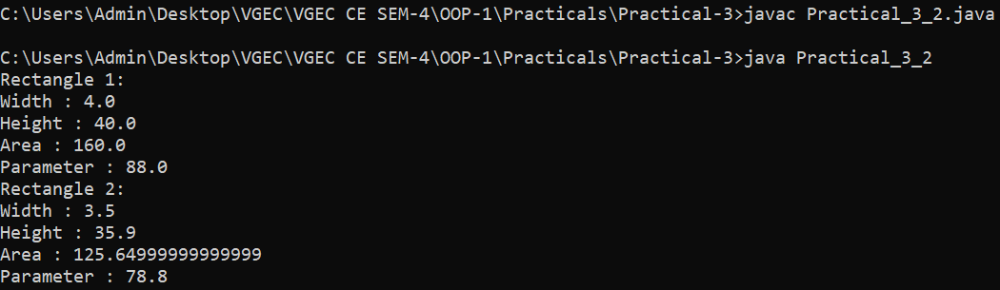 C:\Users\Admin\Desktop\VGEC\VGEC CE SEM-4\OOP-1\Practicals\Practical-3>javac Practical_3_2.java
C:\Users\Admin\Desktop\VGEC\VGEC CE SEM-4\OOP-1\Practicals\Practical-3>java Practical_3_2
Rectangle 1:
Width : 4.0
Height : 40.0
Area : 160.0
Parameter : 88.0
Rectangle 2:
Width : 3.5
Height : 35.9
Area : 125.64999999999999
Parameter : 78.8